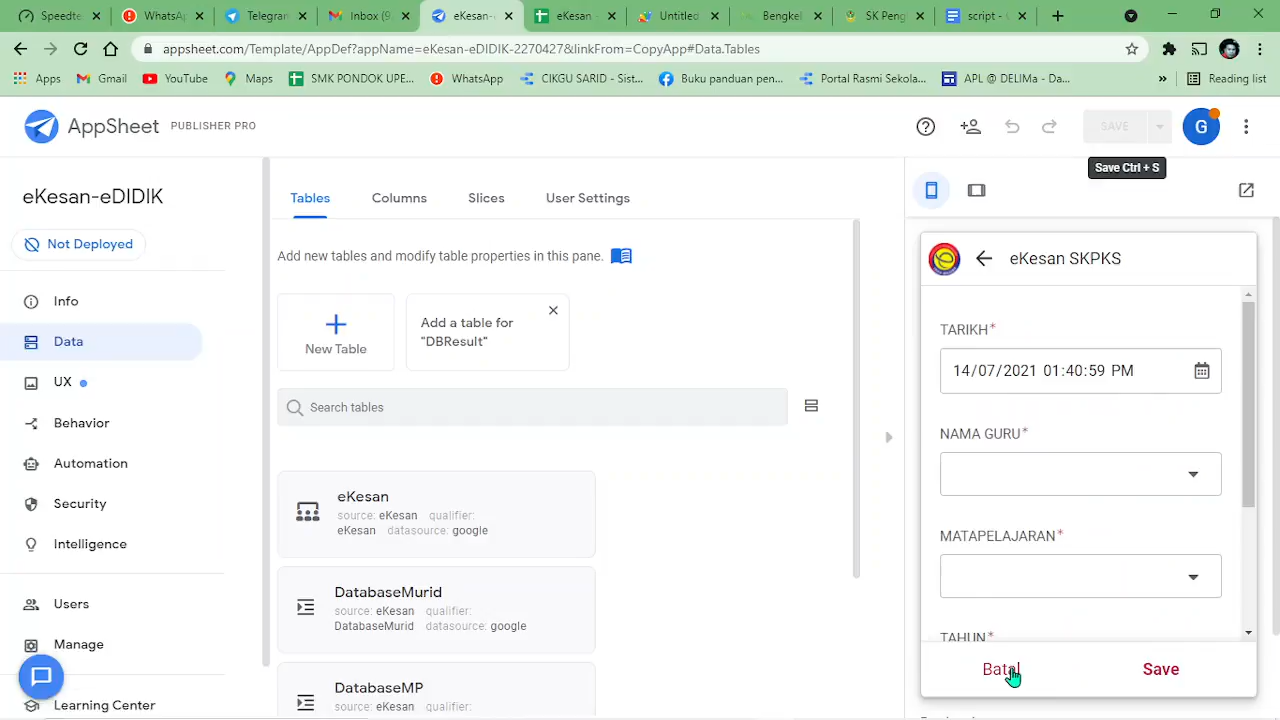 Speedte: WhatsA Telegran Inbox (9) eKesan-e eKesan - Untitled Bengkel SK Peng script - c
appsheet.com/Template/AppDef?appName=eKesan-eDIDIK-2270427&linkFrom=CopyApp#Data.Tables
Apps Gmail YouTube Maps SMK PONDOK UPE... WhatsApp CIKGU SARID - Sist... Buku panduan pen... Portal Rasmi Sekola... APL @ DELIMa - Da... » Reading list
AppSheet PUBLISHER PRO SAVE G
Save Ctrl + S
eKesan-eDIDIK
Not Deployed
Info
Data
UX
Behavior
Automation
Security
Intelligence
Users
Manage
Learning Center
Tables Columns Slices User Settings
Add new tables and modify table properties in this pane.
New Table
Add a table for
"DBResult"
Search tables
eKesan
source: eKesan qualifier:
eKesan datasource: google
DatabaseMurid
source: eKesan qualifier:
DatabaseMurid datasource: google
DatabaseMP
source: eKesan qualifier:
eKesan SKPKS
TARIKH*
14/07/2021 01:40:59 PM
NAMA GURU*
MATAPELAJARAN*
TAHUN*
Batal Save